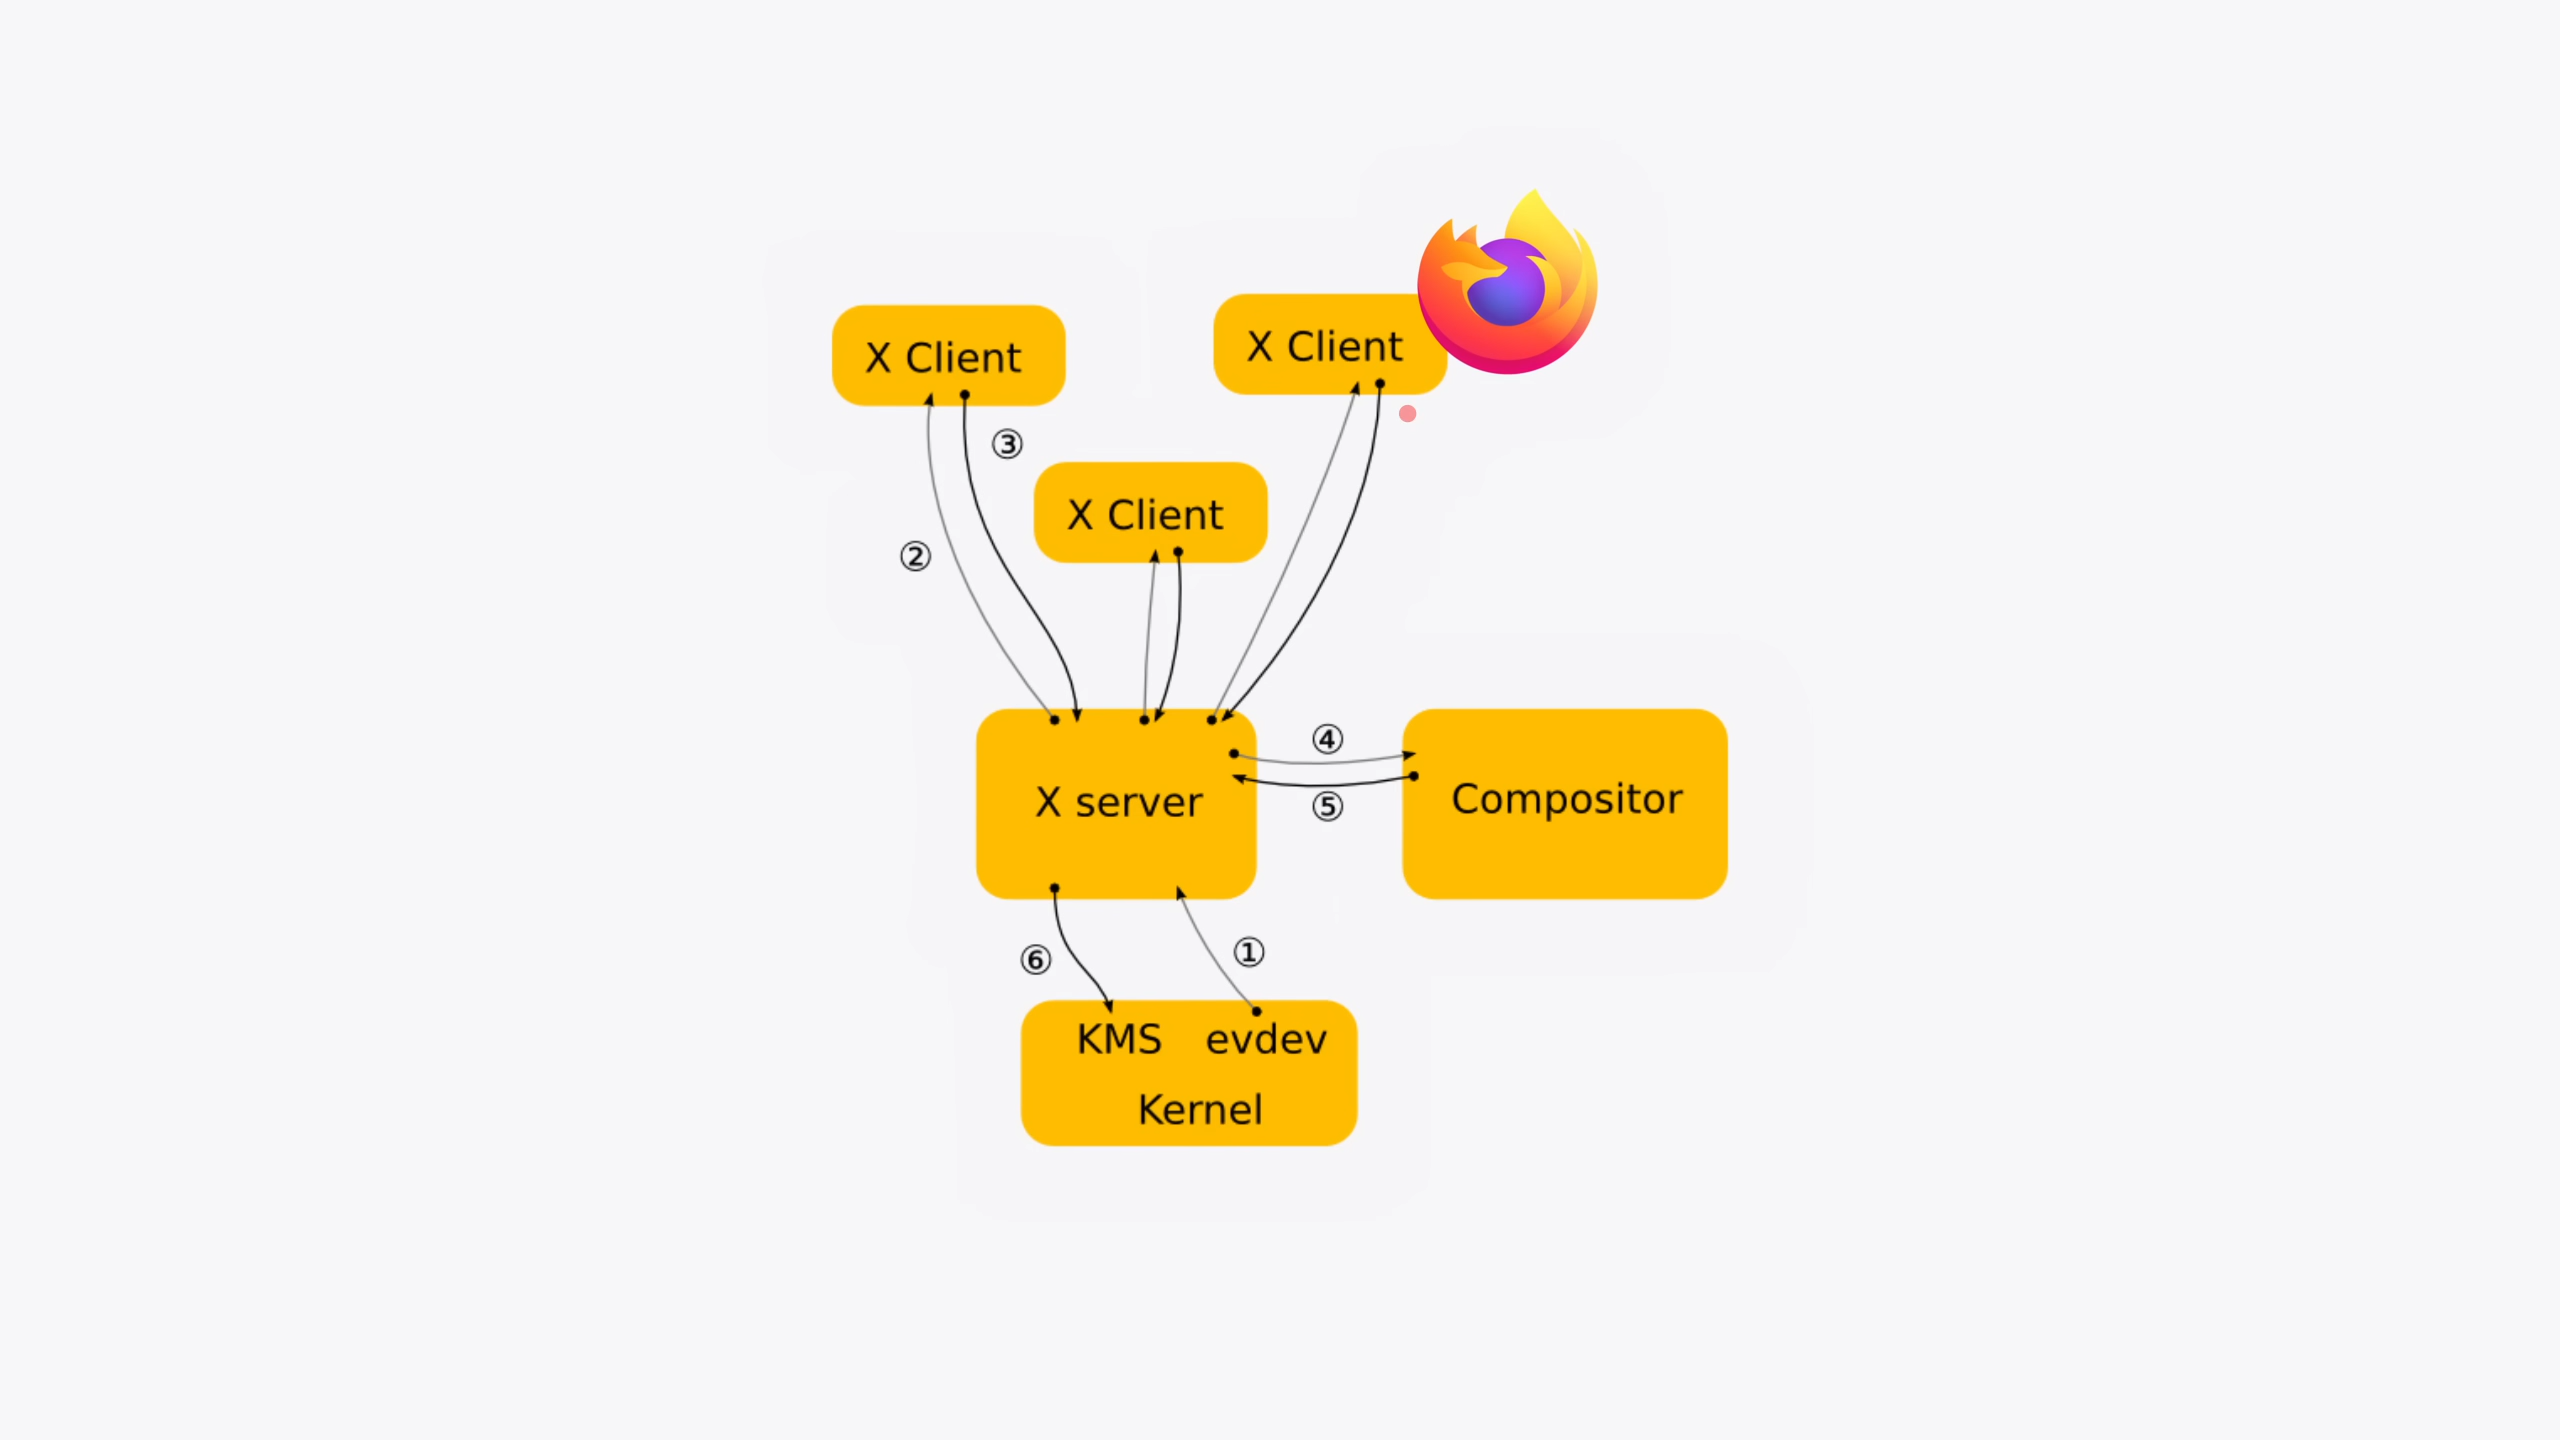 X Client
X Client
③
X Client
②
④
X server
Compositor
⑤
⑥
①
KMS evdev
Kernel